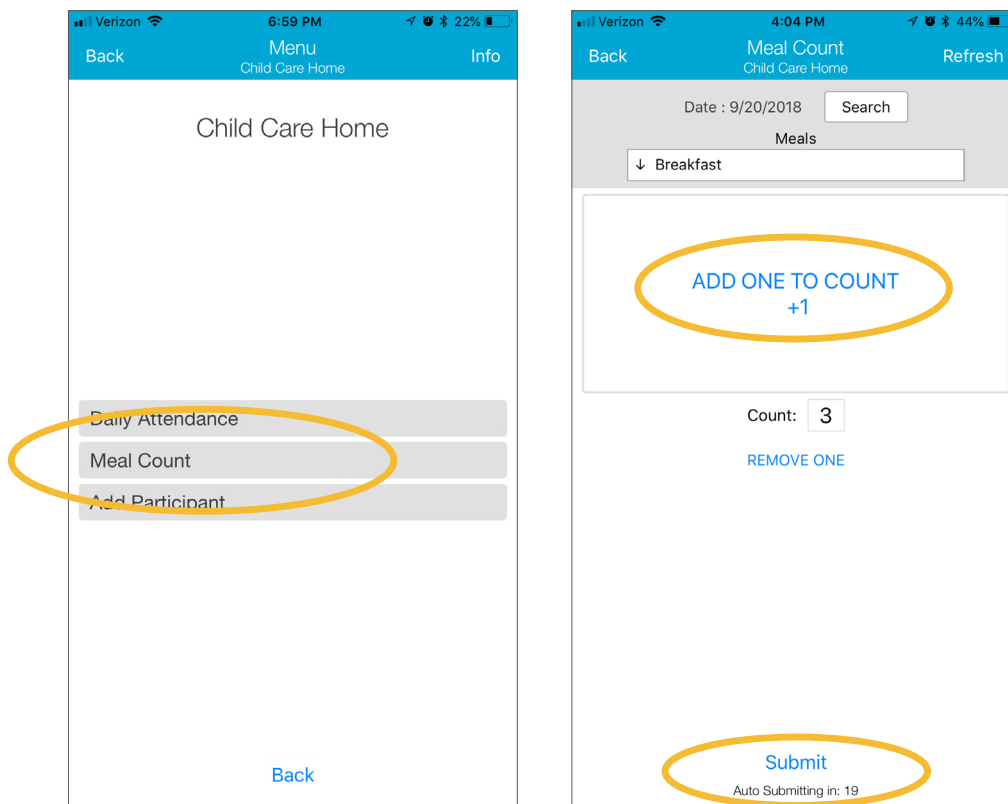 Verizon 6:59 PM 22%
Back Menu Info
Child Care Home
Child Care Home
Daily Attendance
Meal Count
Add Participant
Back
Verizon 4:04 PM 44%
Back Meal Count Refresh
Child Care Home
Date : 9/20/2018 Search
Meals
↓ Breakfast
ADD ONE TO COUNT
+1
Count: 3
REMOVE ONE
Submit
Auto Submitting in: 19